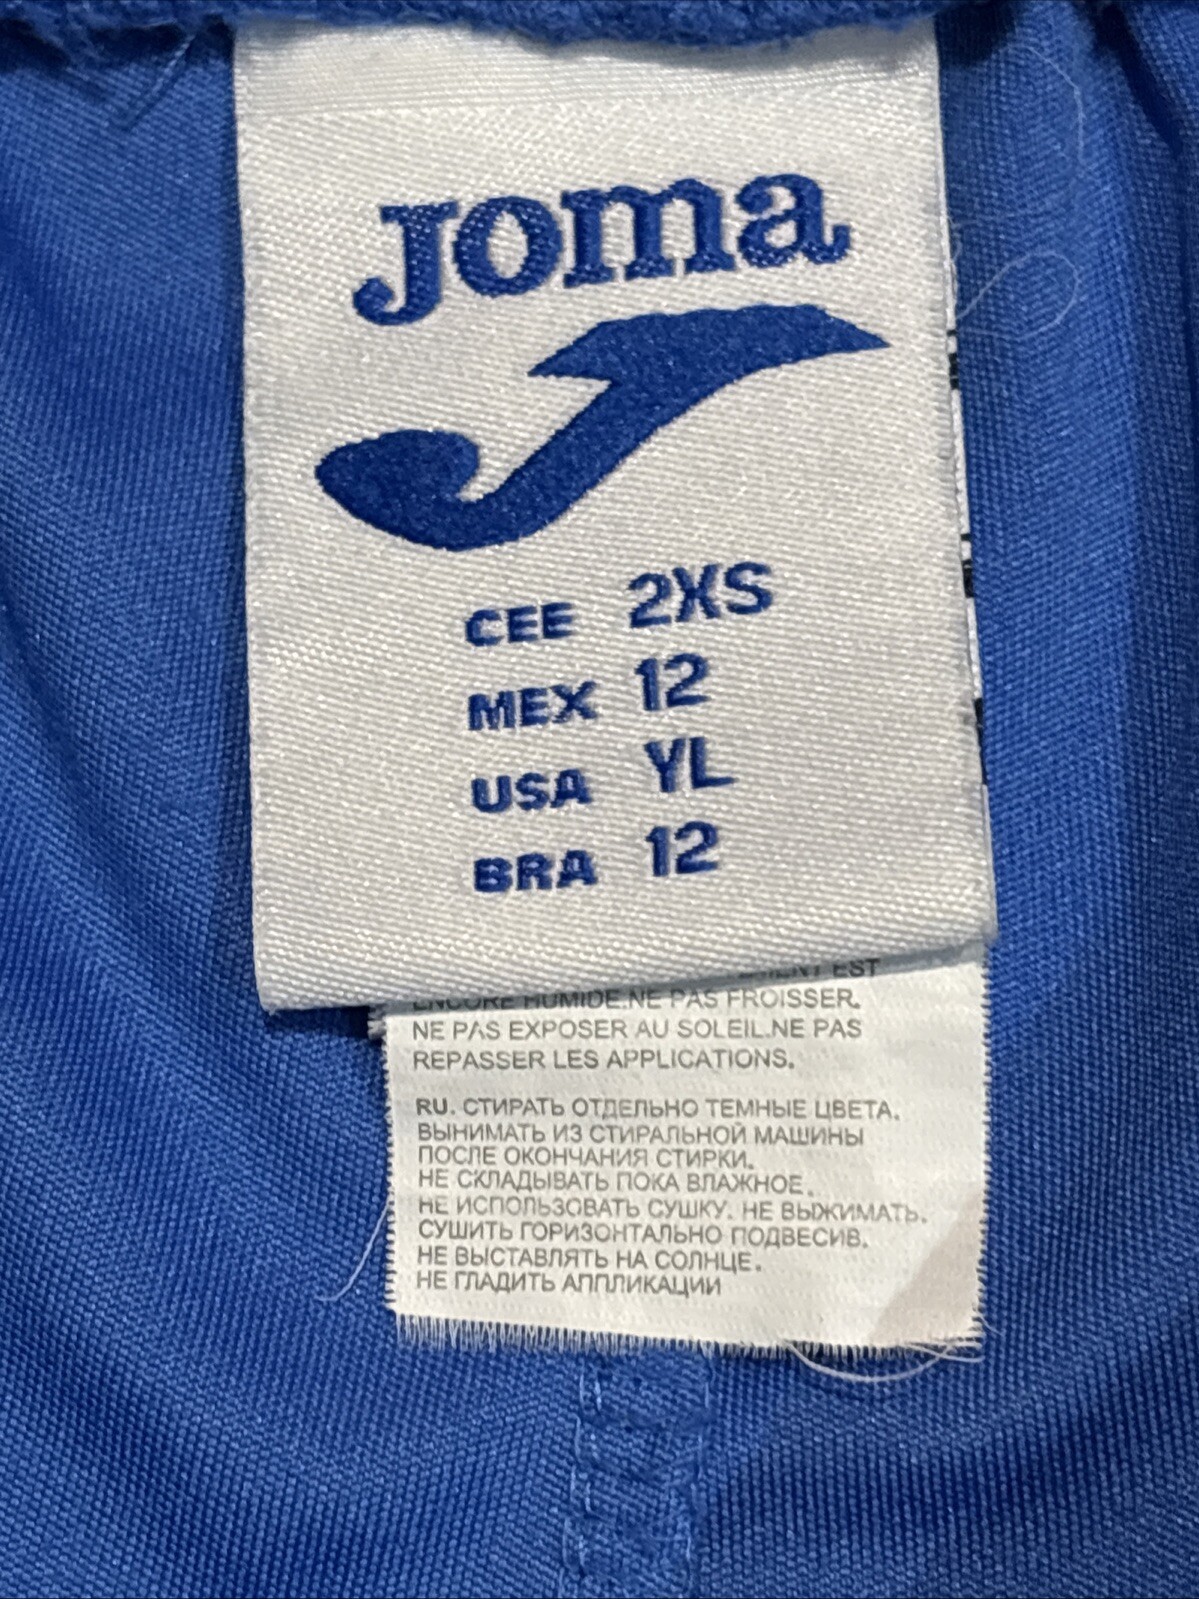 Joma
CEE 2XS
MEX 12
USA YL
BRA 12
EST
ENCORE HUMIDE.NE PAS FROISSER.
NE PAS EXPOSER AU SOLEIL.NE PAS
REPASSER LES APPLICATIONS.
RU. СТИРАТЬ ОТДЕЛЬНО ТЕМНЫЕ ЦВЕТА.
ВЫНИМАТЬ ИЗ СТИРАЛЬНОЙ МАШИНЫ
ПОСЛЕ ОКОНЧАНИЯ СТИРКИ.
НЕ СКЛАДЫВАТЬ ПОКА ВЛАЖНОЕ.
НЕ ИСПОЛЬЗОВАТЬ СУШКУ. НЕ ВЫЖИМАТЬ.
СУШИТЬ ГОРИЗОНТАЛЬНО ПОДВЕСИВ.
НЕ ВЫСТАВЛЯТЬ НА СОЛНЦЕ.
НЕ ГЛАДИТЬ АППЛИКАЦИИ